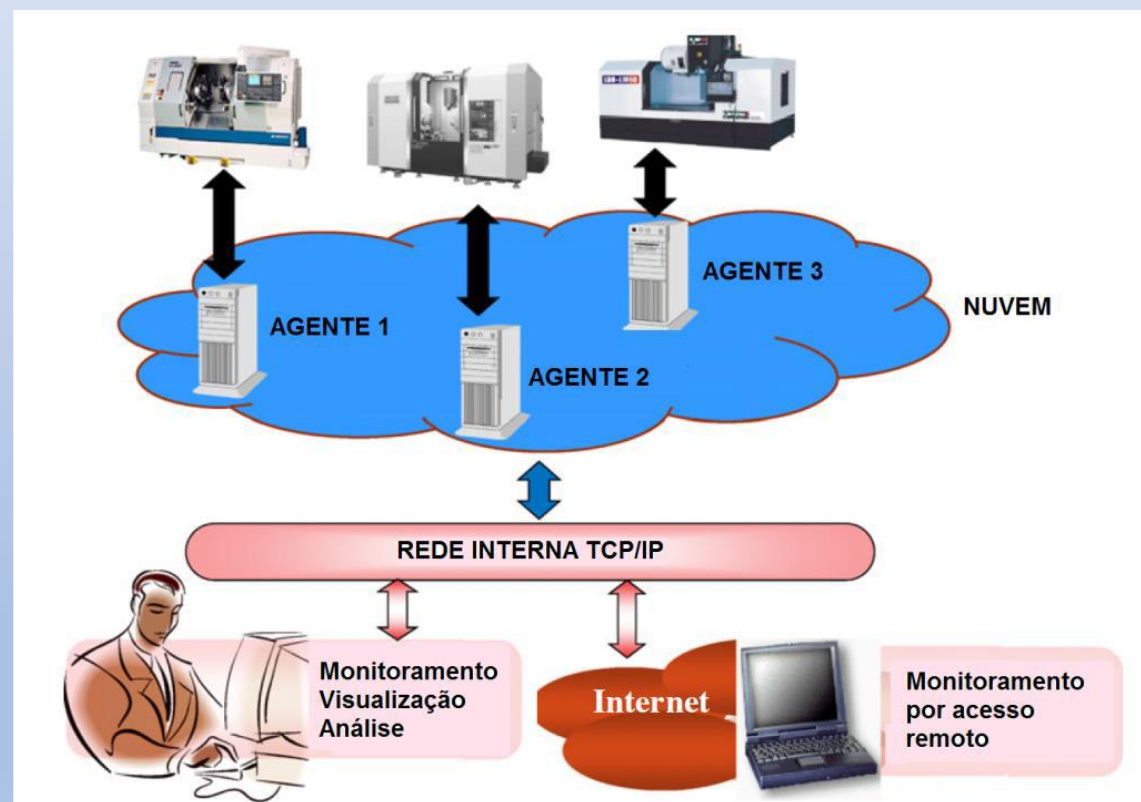 AGENTE 3
NUVEM
AGENTE 1
AGENTE 2
REDE INTERNA TCP/IP
Monitoramento
Visualização
Análise
Internet
Monitoramento
por acesso
remoto